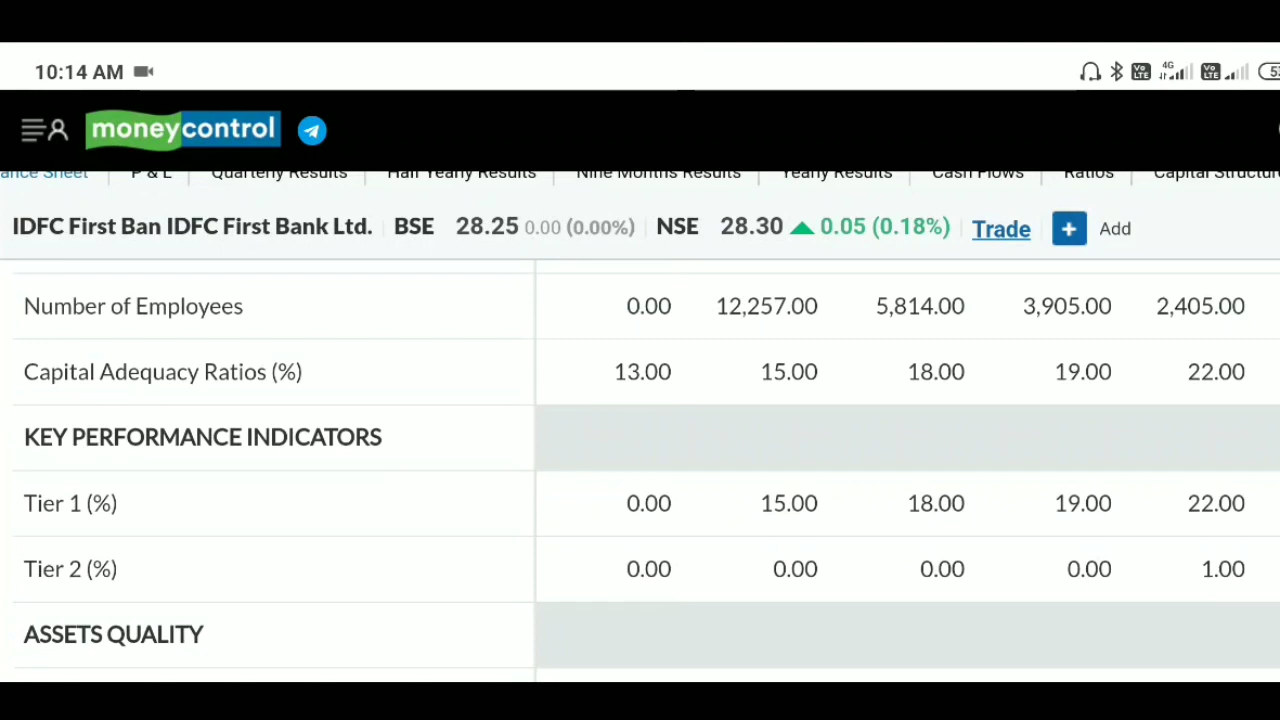 10:14 AM
moneycontrol
ance Sheet P & L Quarterly Results Half Yearly Results Nine Months Results Yearly Results Cash Flows Ratios Capital Structur
IDFC First Ban IDFC First Bank Ltd. BSE 28.25 0.00 (0.00%) NSE 28.30 0.05 (0.18%) Trade + Add
Number of Employees 0.00 12,257.00 5,814.00 3,905.00 2,405.00
Capital Adequacy Ratios (%) 13.00 15.00 18.00 19.00 22.00
KEY PERFORMANCE INDICATORS
Tier 1 (%) 0.00 15.00 18.00 19.00 22.00
Tier 2 (%) 0.00 0.00 0.00 0.00 1.00
ASSETS QUALITY